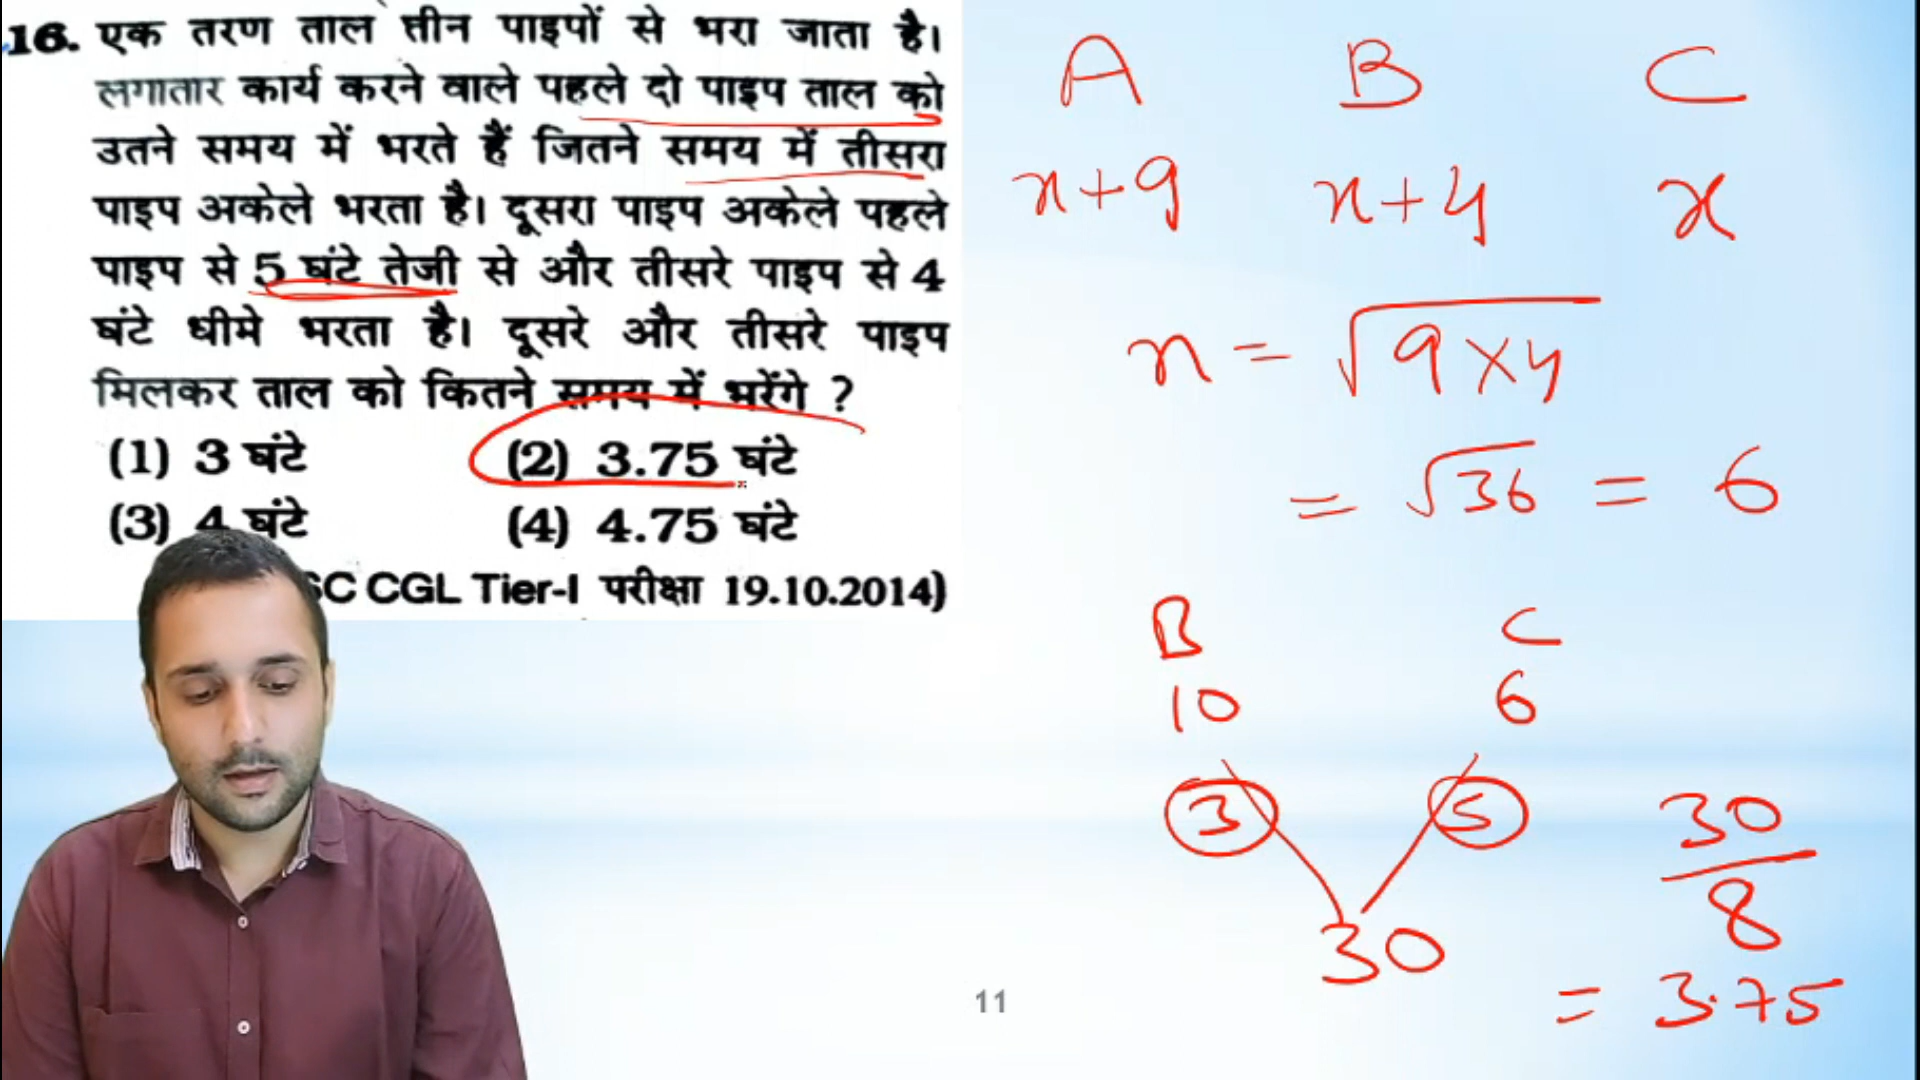 16. एक तरण ताल तीन पाइपों से भरा जाता है।
लगातार कार्य करने वाले पहले दो पाइप ताल को
उतने समय में भरते हैं जितने समय में तीसरा
पाइप अकेले भरता है। दूसरा पाइप अकेले पहले
पाइप से 5 घंटे तेजी से और तीसरे पाइप से 4
घंटे धीमे भरता है। दूसरे और तीसरे पाइप
मिलकर ताल को कितने समय में भरेंगे ?
(1) 3 घंटे (2) 3.75 घंटे
(3) 4 घंटे (4) 4.75 घंटे
SC CGL Tier-I परीक्षा 19.10.2014)
A B C
x+9 x+4 x
x = √9×4
= √36 = 6
B C
10 6
3 5
30
30/8
= 3.75
11